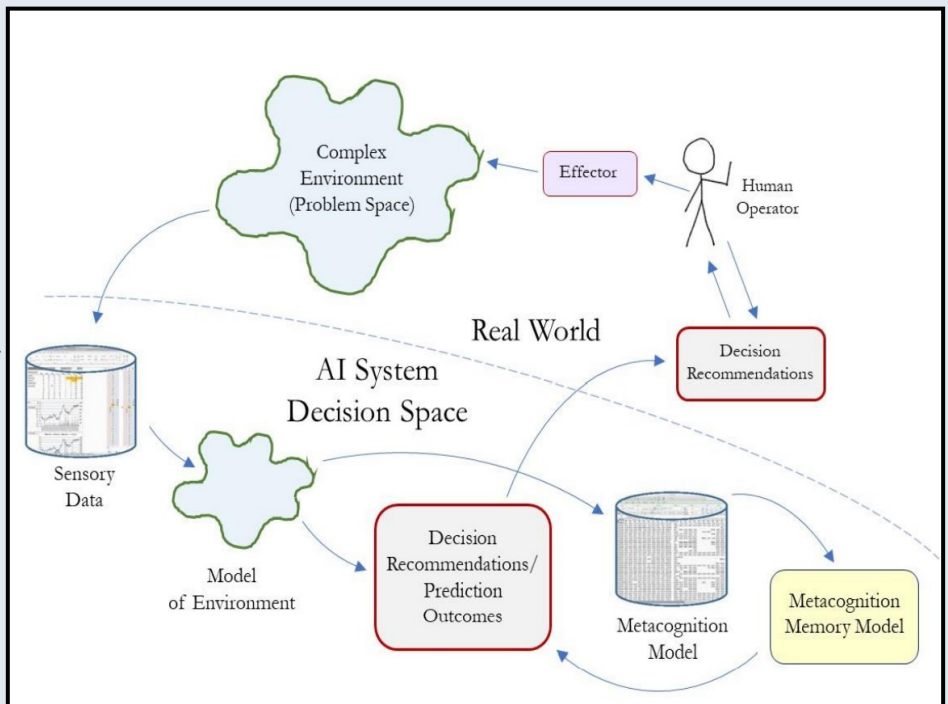 Complex
Environment
(Problem Space)
Effector
Human
Operator
Real World
Decision
Recommendations
AI System
Decision Space
Sensory
Data
Model
of Environment
Decision
Recommendations/
Prediction
Outcomes
Metacognition
Model
Metacognition
Memory Model